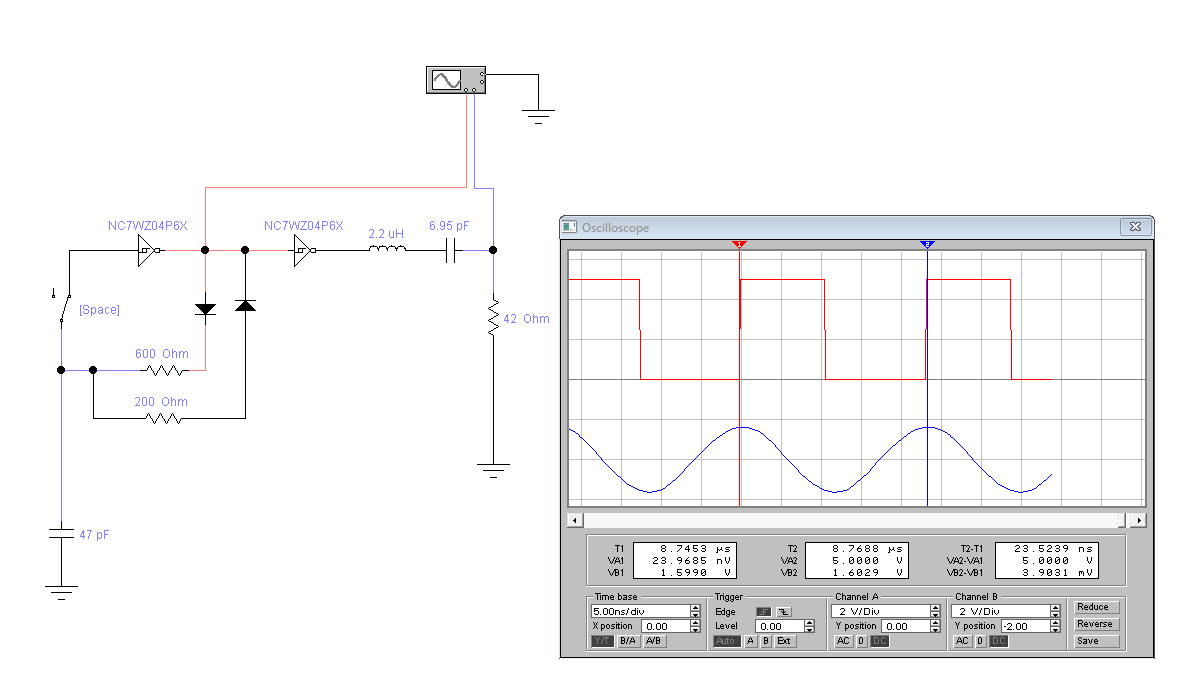 NC7WZ04P6X
NC7WZ04P6X
2.2 uH
6.95 pF
[Space]
42 Ohm
600 Ohm
200 Ohm
47 pF
Oscilloscope
1
2
T1 8.7453 µs
VA1 23.9685 nV
VB1 1.5990 V
T2 8.7688 µs
VA2 5.0000 V
VB2 1.6029 V
T2-T1 23.5239 ns
VA2-VA1 5.0000 V
VB2-VB1 3.9031 mV
Time base
5.00ns/div
X position 0.00
Y/T B/A A/B
Trigger
Edge
Level 0.00
Auto A B Ext
Channel A
2 V/Div
Y position 0.00
AC 0 DC
Channel B
2 V/Div
Y position -2.00
AC 0 DC
Reduce
Reverse
Save